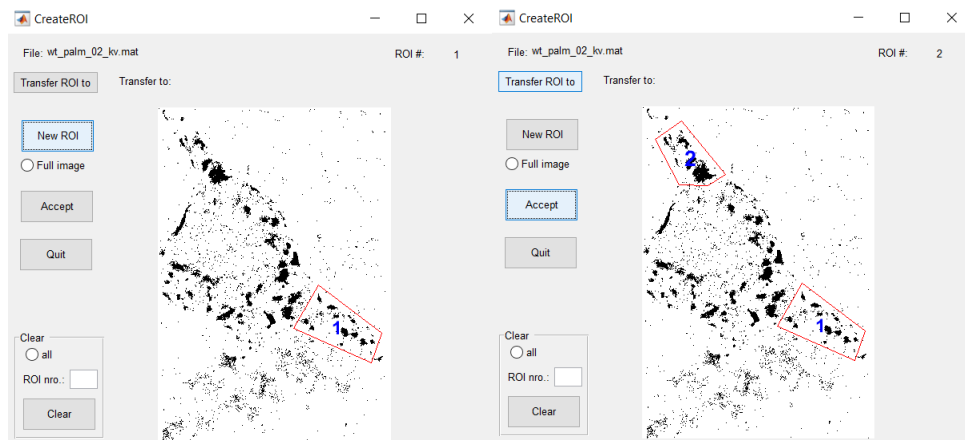 CreateROI
File: wt_palm_02_kv.mat
ROI #: 1
Transfer ROI to
Transfer to:
New ROI
Full image
Accept
Quit
1
Clear
all
ROI nro.:
Clear
CreateROI
File: wt_palm_02_kv.mat
ROI #: 2
Transfer ROI to
Transfer to:
New ROI
Full image
2
Accept
Quit
1
Clear
all
ROI nro.:
Clear